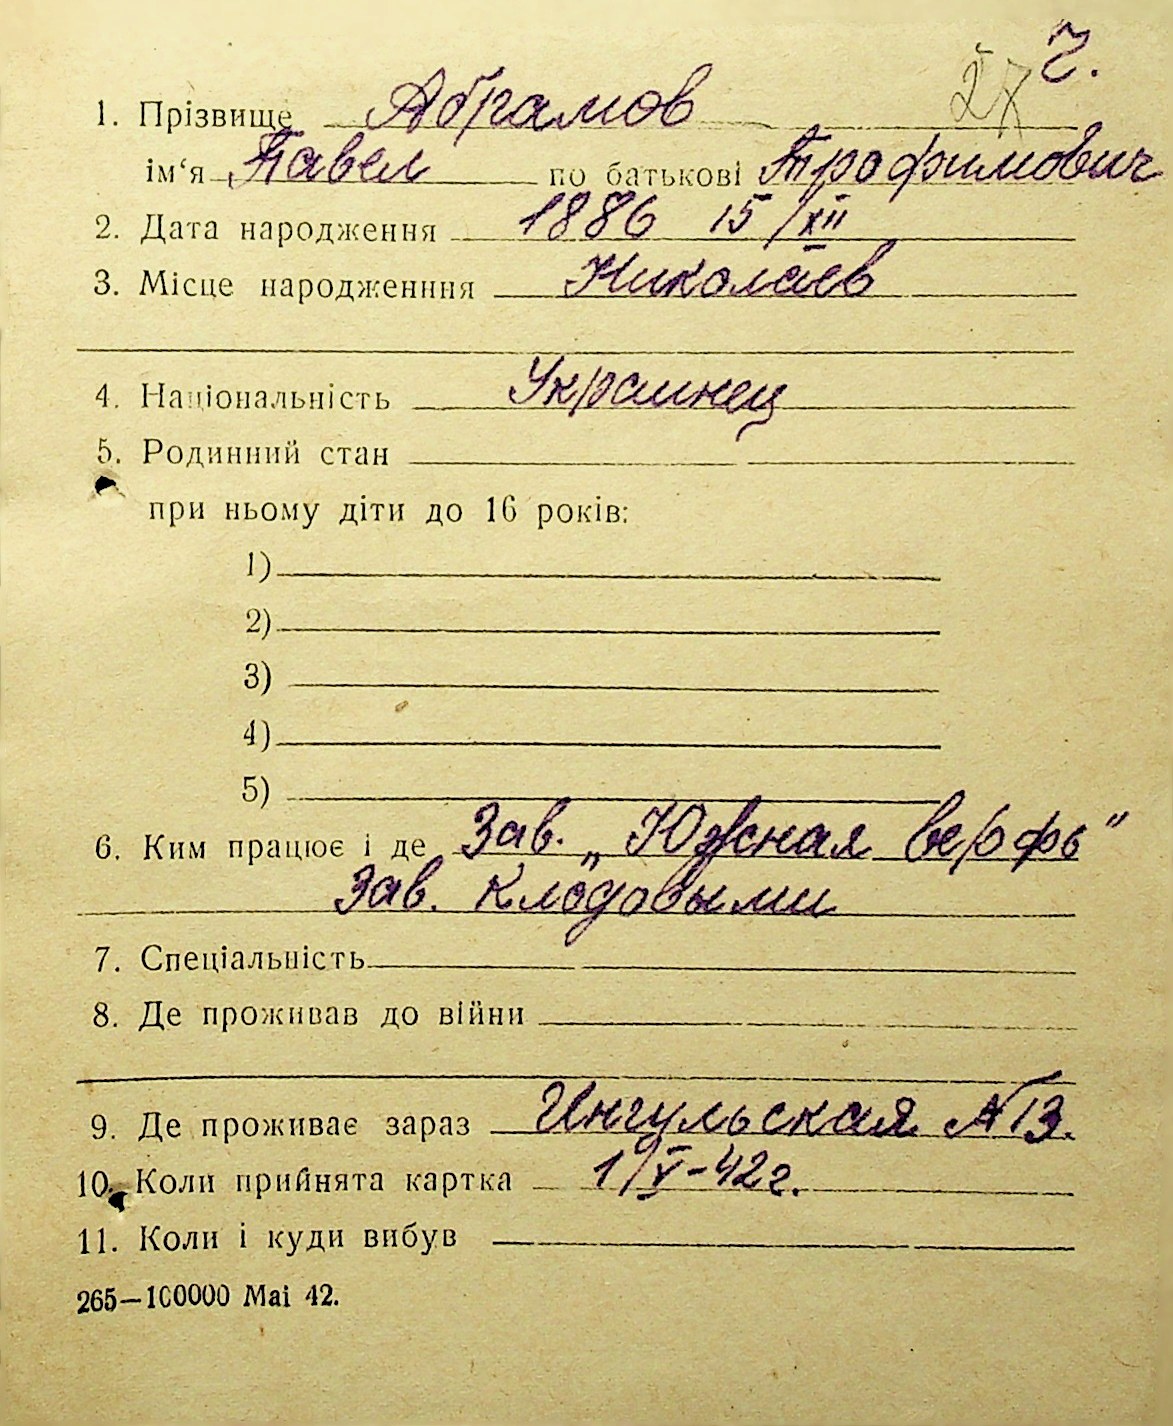 Ч.
27
1. Прізвище Абрамов
ім‘я Павел по батькові Трофимович
2. Дата народження 1886 15/XII
3. Місце народженння Николаев
4. Національність Украинец
5. Родинний стан
при ньому діти до 16 років:
1)
2)
3)
4)
5)
6. Ким працює і де Зав. „Южная верфь"
Зав. Кладовыми
7. Спеціальність
8. Де проживав до війни
9. Де проживає зараз Ингульская №13.
10. Коли прийнята картка 1/V-42г.
11. Коли і куди вибув
265—100000 Маі 42.